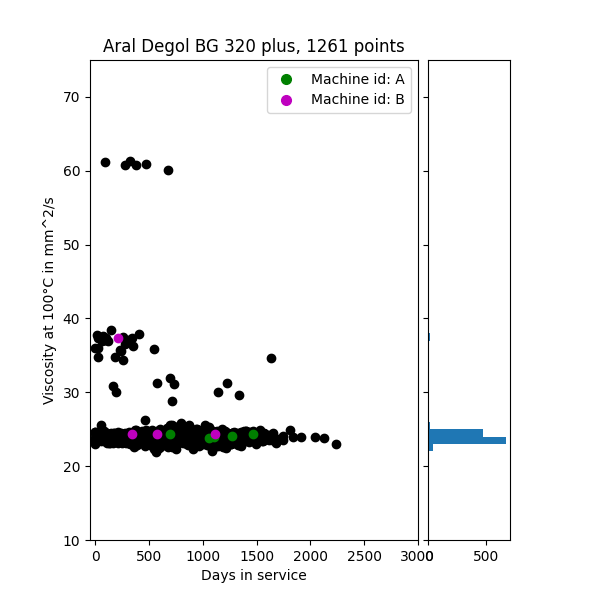 Aral Degol BG 320 plus, 1261 points
Machine id: A
Machine id: B
Viscosity at 100°C in mm^2/s
70
60
50
40
30
20
10
0 500 1000 1500 2000 2500 3000
0 500
Days in service